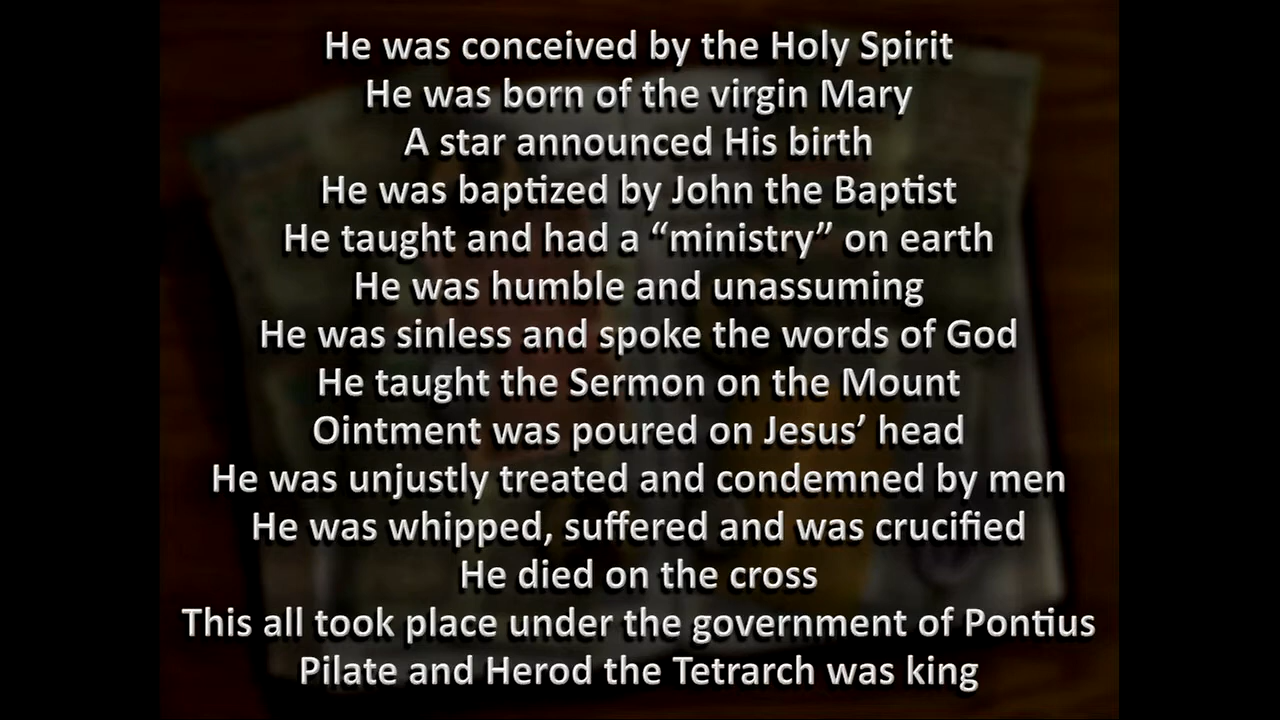 He was conceived by the Holy Spirit
He was born of the virgin Mary
A star announced His birth
He was baptized by John the Baptist
He taught and had a “ministry” on earth
He was humble and unassuming
He was sinless and spoke the words of God
He taught the Sermon on the Mount
Ointment was poured on Jesus’ head
He was unjustly treated and condemned by men
He was whipped, suffered and was crucified
He died on the cross
This all took place under the government of Pontius
Pilate and Herod the Tetrarch was king